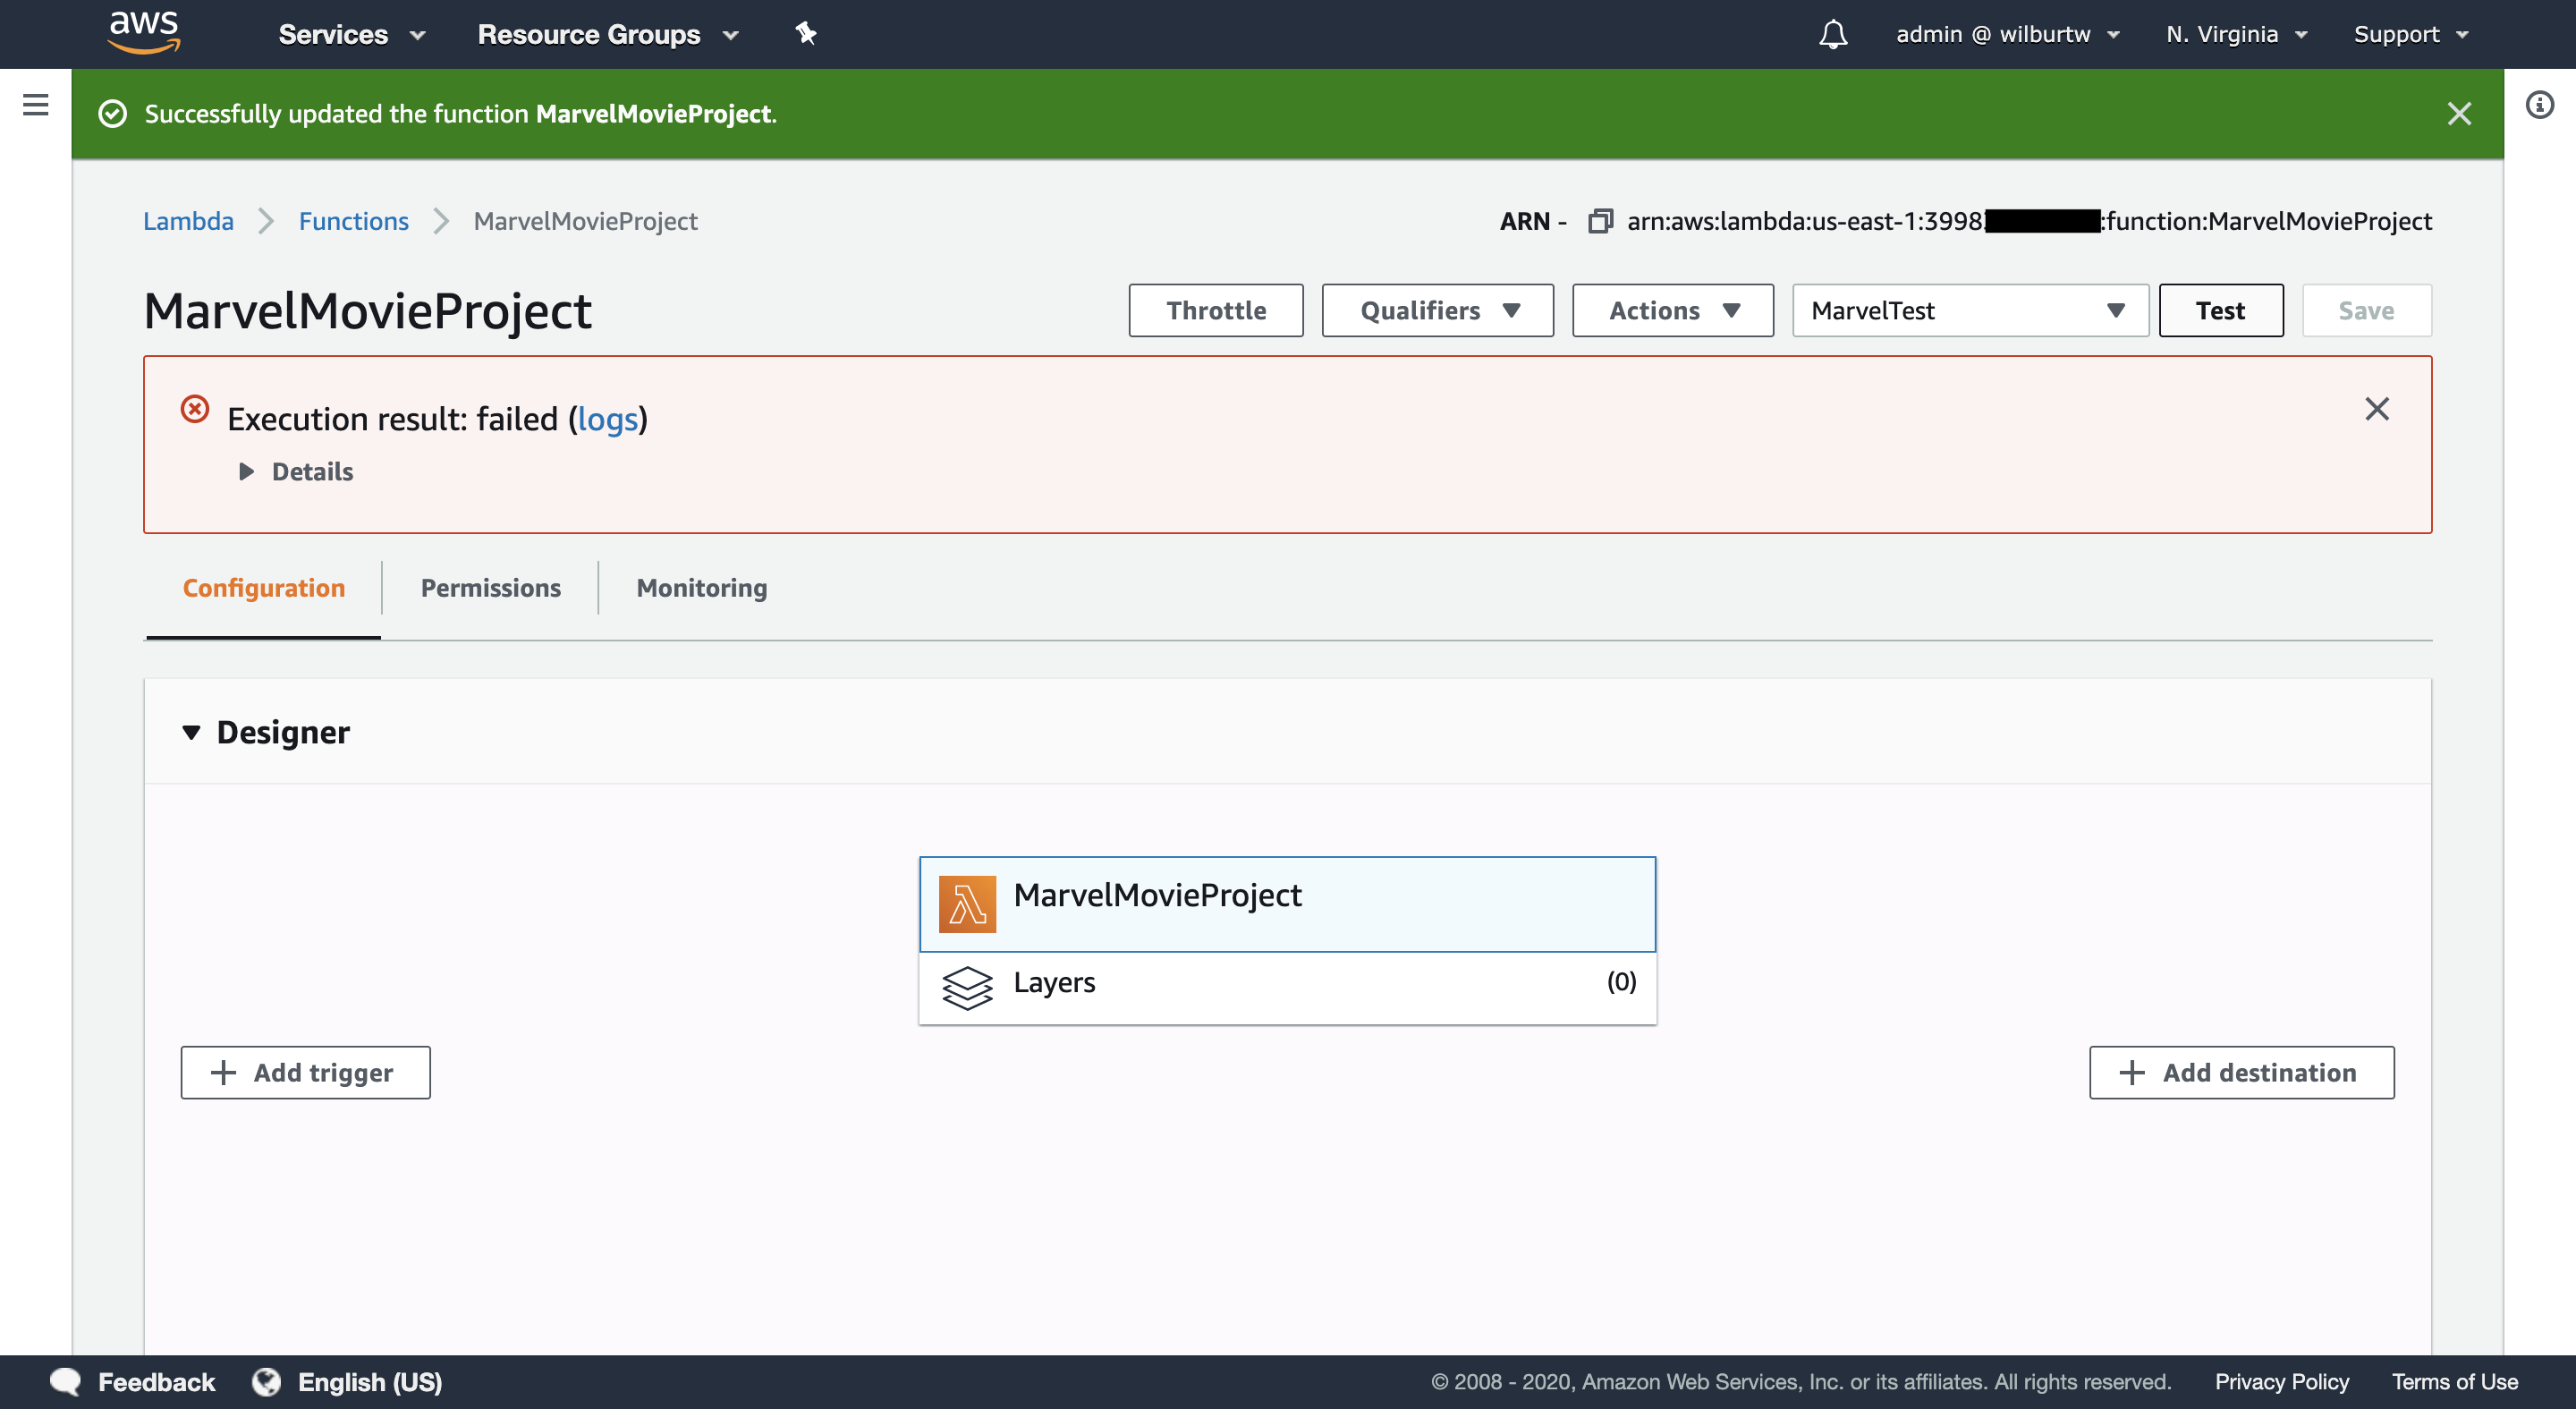 aws Services Resource Groups admin @ wilburtw N. Virginia Support
Successfully updated the function MarvelMovieProject.
Lambda Functions MarvelMovieProject ARN - arn:aws:lambda:us-east-1:3998 :function:MarvelMovieProject
MarvelMovieProject Throttle Qualifiers Actions MarvelTest Test Save
Execution result: failed (logs)
Details
Configuration Permissions Monitoring
Designer
MarvelMovieProject
Layers (0)
Add trigger Add destination
Feedback English (US) © 2008 - 2020, Amazon Web Services, Inc. or its affiliates. All rights reserved. Privacy Policy Terms of Use